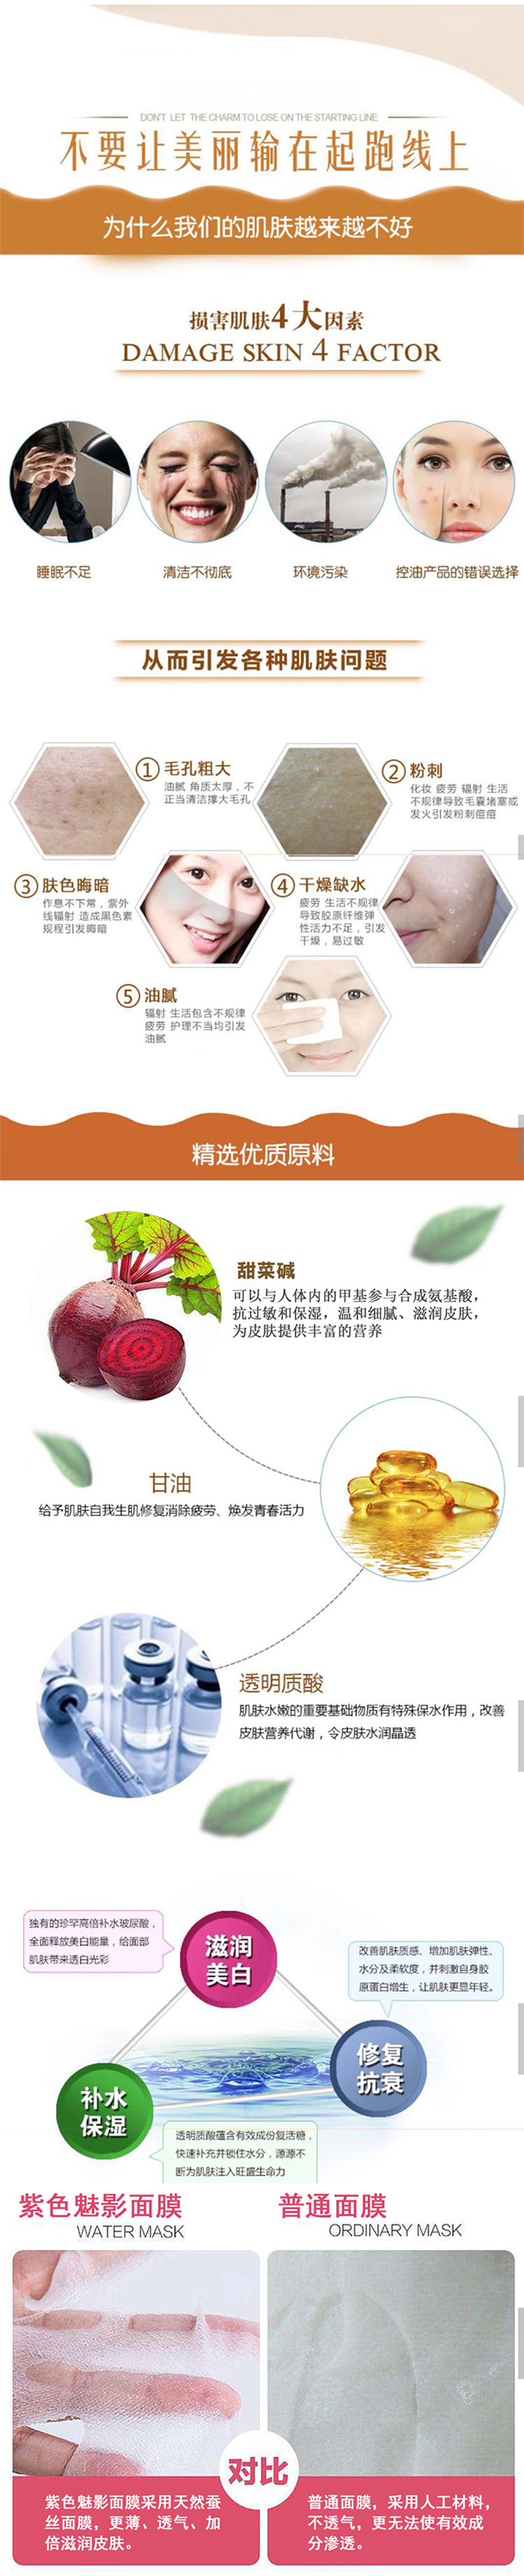 DON'T LET THE CHARM TO LOSE ON THE STARTING LINE
不要让美丽输在起跑线上
为什么我们的肌肤越来越不好
损害肌肤4大因素
DAMAGE SKIN 4 FACTOR
睡眠不足
清洁不彻底
环境污染
控油产品的错误选择
从而引发各种肌肤问题
① 毛孔粗大
油腻 角质太厚，不
正当清洁撑大毛孔
② 粉刺
化妆 疲劳 辐射 生活
不规律导致毛囊堵塞或
发火引发粉刺痘痘
③ 肤色晦暗
作息不下常，紫外
线辐射 造成黑色素
规程引发晦暗
④ 干燥缺水
疲劳 生活不规律
导致胶原纤维弹
性活力不足，引发
干燥，易过敏
⑤ 油腻
辐射 生活包含不规律
疲劳 护理不当均引发
油腻
精选优质原料
甜菜碱
可以与人体内的甲基参与合成氨基酸，
抗过敏和保湿，温和细腻、滋润皮肤，
为皮肤提供丰富的营养
甘油
给予肌肤自我生肌修复消除疲劳、焕发青春活力
透明质酸
肌肤水嫩的重要基础物质有特殊保水作用，改善
皮肤营养代谢，令皮肤水润晶透
独有的珍罕高倍补水玻尿酸，
全面释放美白能量，给面部
肌肤带来透白光彩
滋润
美白
改善肌肤质感、增加肌肤弹性、
水分及柔软度，并刺激自身胶
原蛋白增生，让肌肤更显年轻。
修复
抗衰
补水
保湿
透明质酸蕴含有效成份复活糖，
快速补充并锁住水分，源源不
断为肌肤注入旺盛生命力
紫色魅影面膜
WATER MASK
普通面膜
ORDINARY MASK
对比
紫色魅影面膜采用天然蚕
丝面膜，更薄、透气、加
倍滋润皮肤。
普通面膜，采用人工材料，
不透气，更无法使有效成
分渗透。